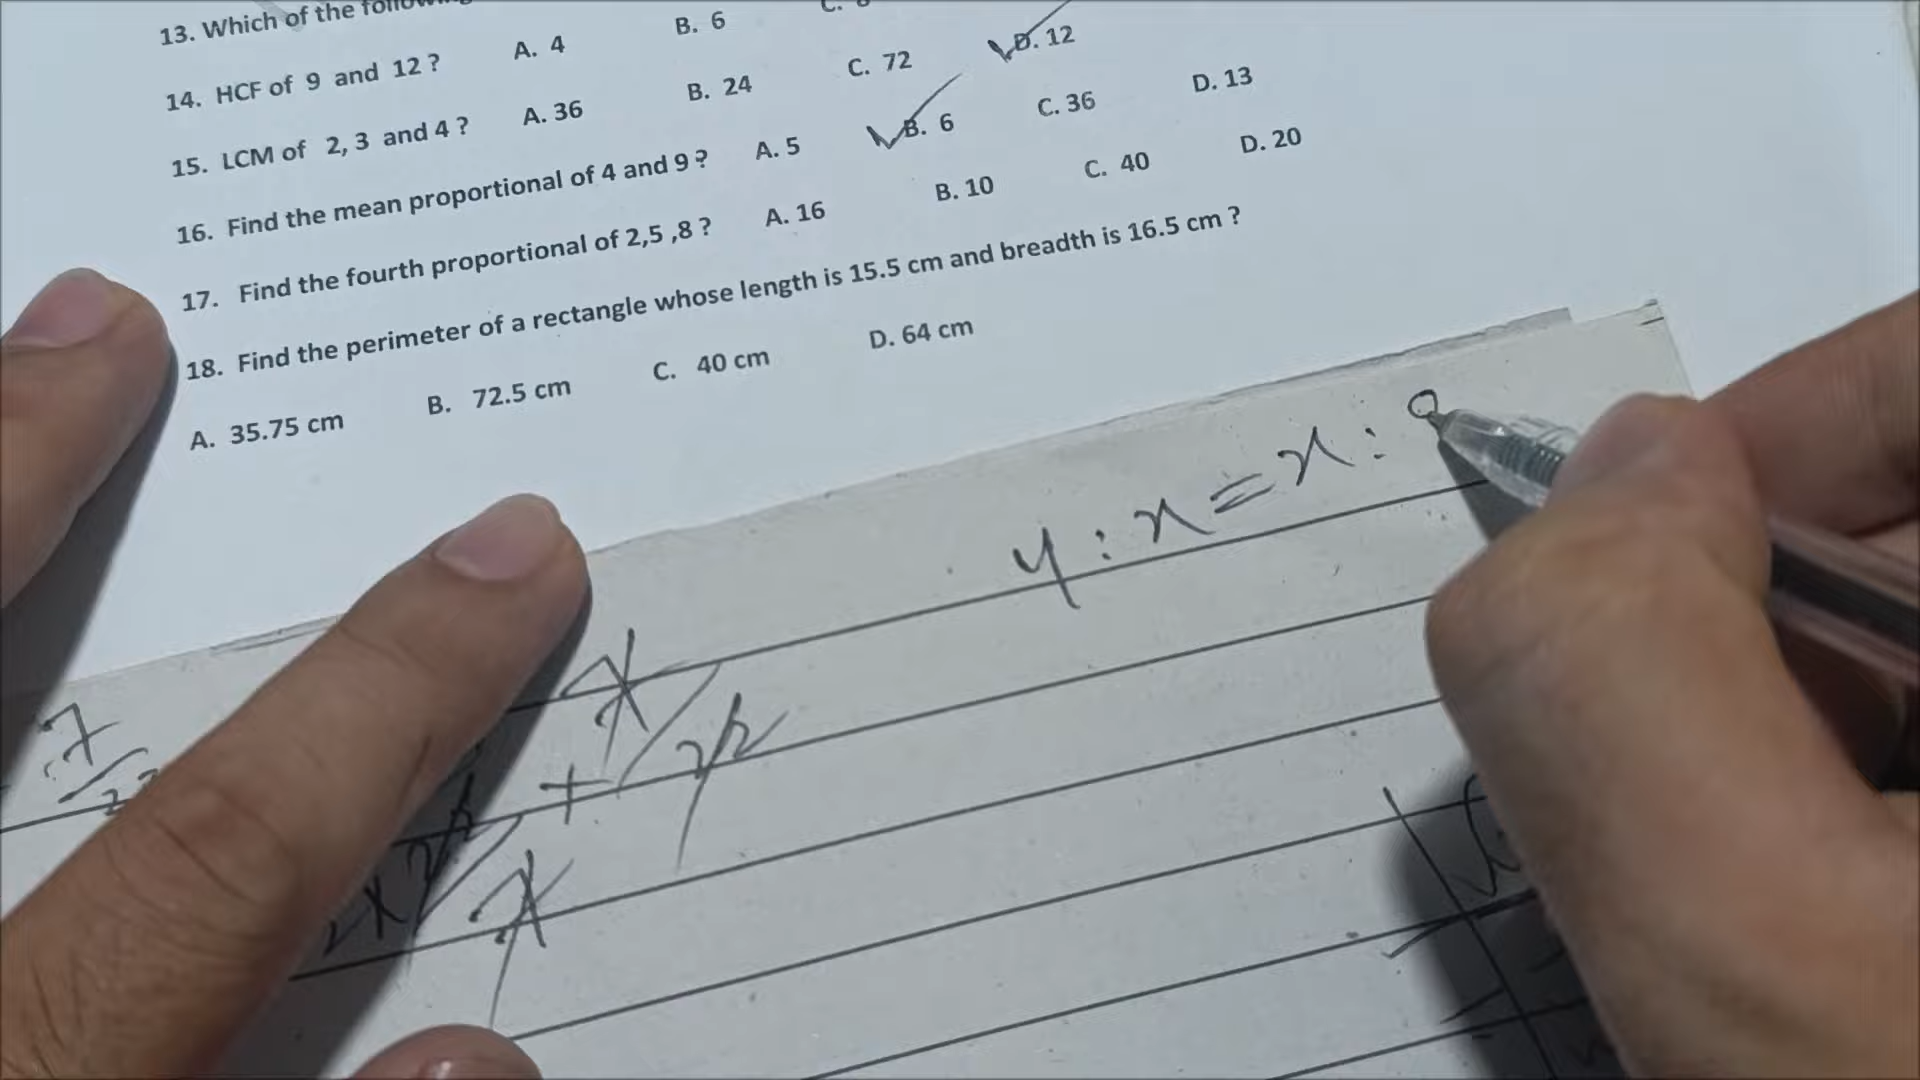 13. Which of the
14. HCF of 9 and 12 ? A. 4 B. 6 C.
15. LCM of 2, 3 and 4 ? A. 36 B. 24 C. 72 D. 12
16. Find the mean proportional of 4 and 9 ? A. 5 B. 6 C. 36 D. 13
17. Find the fourth proportional of 2,5 ,8 ? A. 16 B. 10 C. 40 D. 20
18. Find the perimeter of a rectangle whose length is 15.5 cm and breadth is 16.5 cm ?
A. 35.75 cm B. 72.5 cm C. 40 cm D. 64 cm
4 : x = x : 9
7